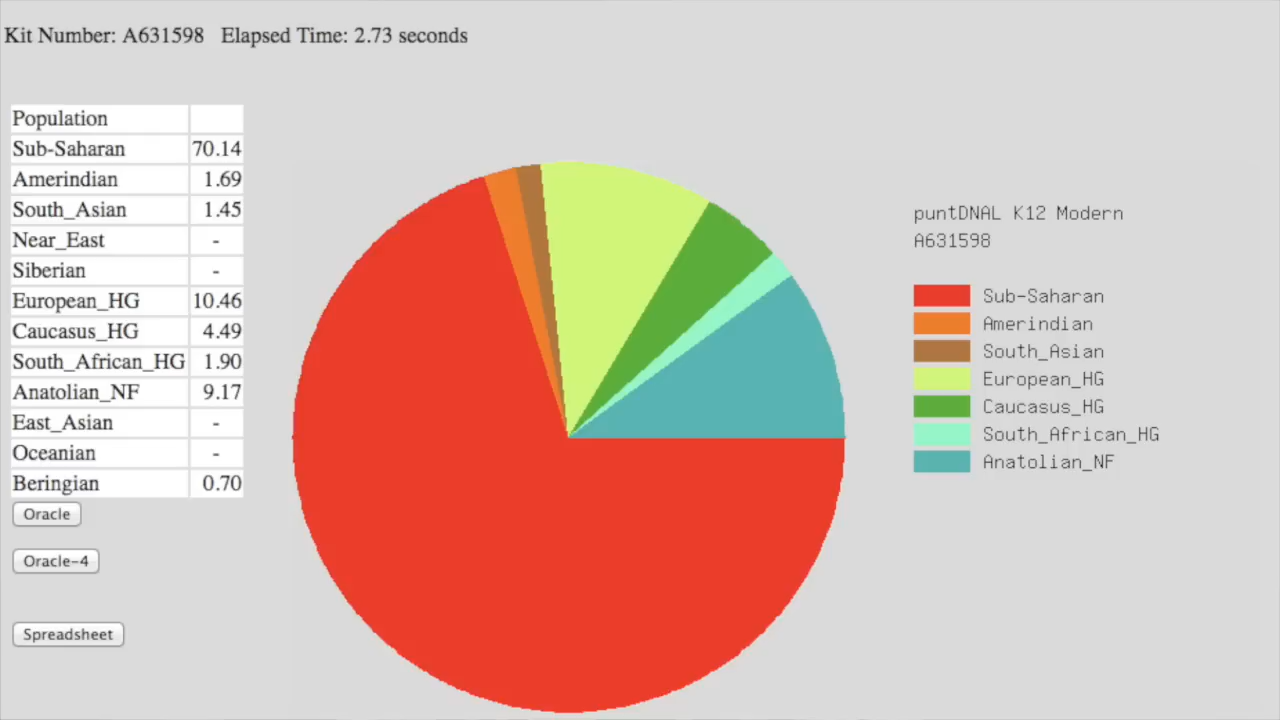 Kit Number: A631598 Elapsed Time: 2.73 seconds
Population
Sub-Saharan 70.14
Amerindian 1.69
South_Asian 1.45
Near_East -
Siberian -
European_HG 10.46
Caucasus_HG 4.49
South_African_HG 1.90
Anatolian_NF 9.17
East_Asian -
Oceanian -
Beringian 0.70
Oracle
Oracle-4
Spreadsheet
puntDNAL K12 Modern
A631598
Sub-Saharan
Amerindian
South_Asian
European_HG
Caucasus_HG
South_African_HG
Anatolian_NF